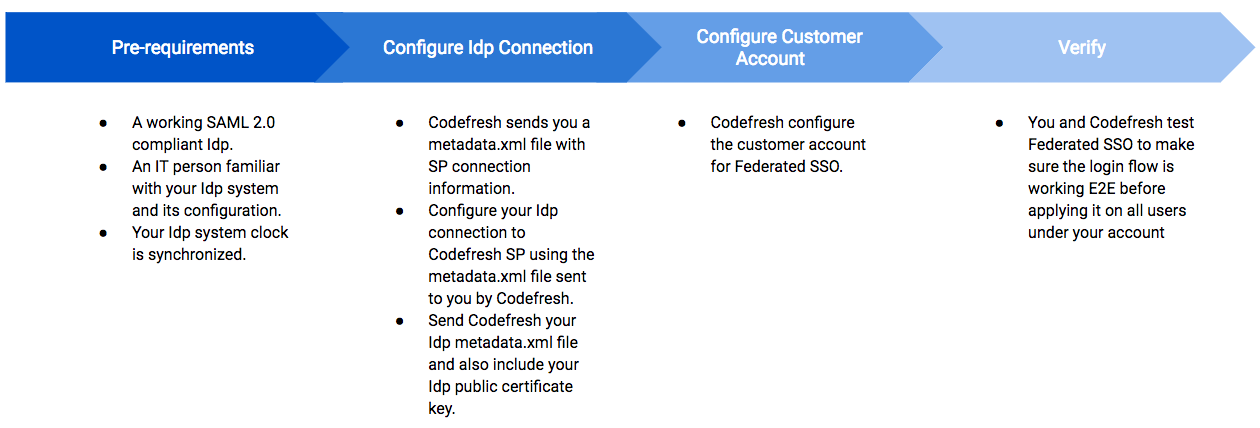 Pre-requirements
Configure Idp Connection
Configure Customer
Account
Verify
● A working SAML 2.0
compliant Idp.
● An IT person familiar
with your Idp system
and its configuration.
● Your Idp system clock
is synchronized.
● Codefresh sends you a
metadata.xml file with
SP connection
information.
● Configure your Idp
connection to
Codefresh SP using the
metadata.xml file sent
to you by Codefresh.
● Send Codefresh your
Idp metadata.xml file
and also include your
Idp public certificate
key.
● Codefresh configure
the customer account
for Federated SSO.
● You and Codefresh test
Federated SSO to make
sure the login flow is
working E2E before
applying it on all users
under your account